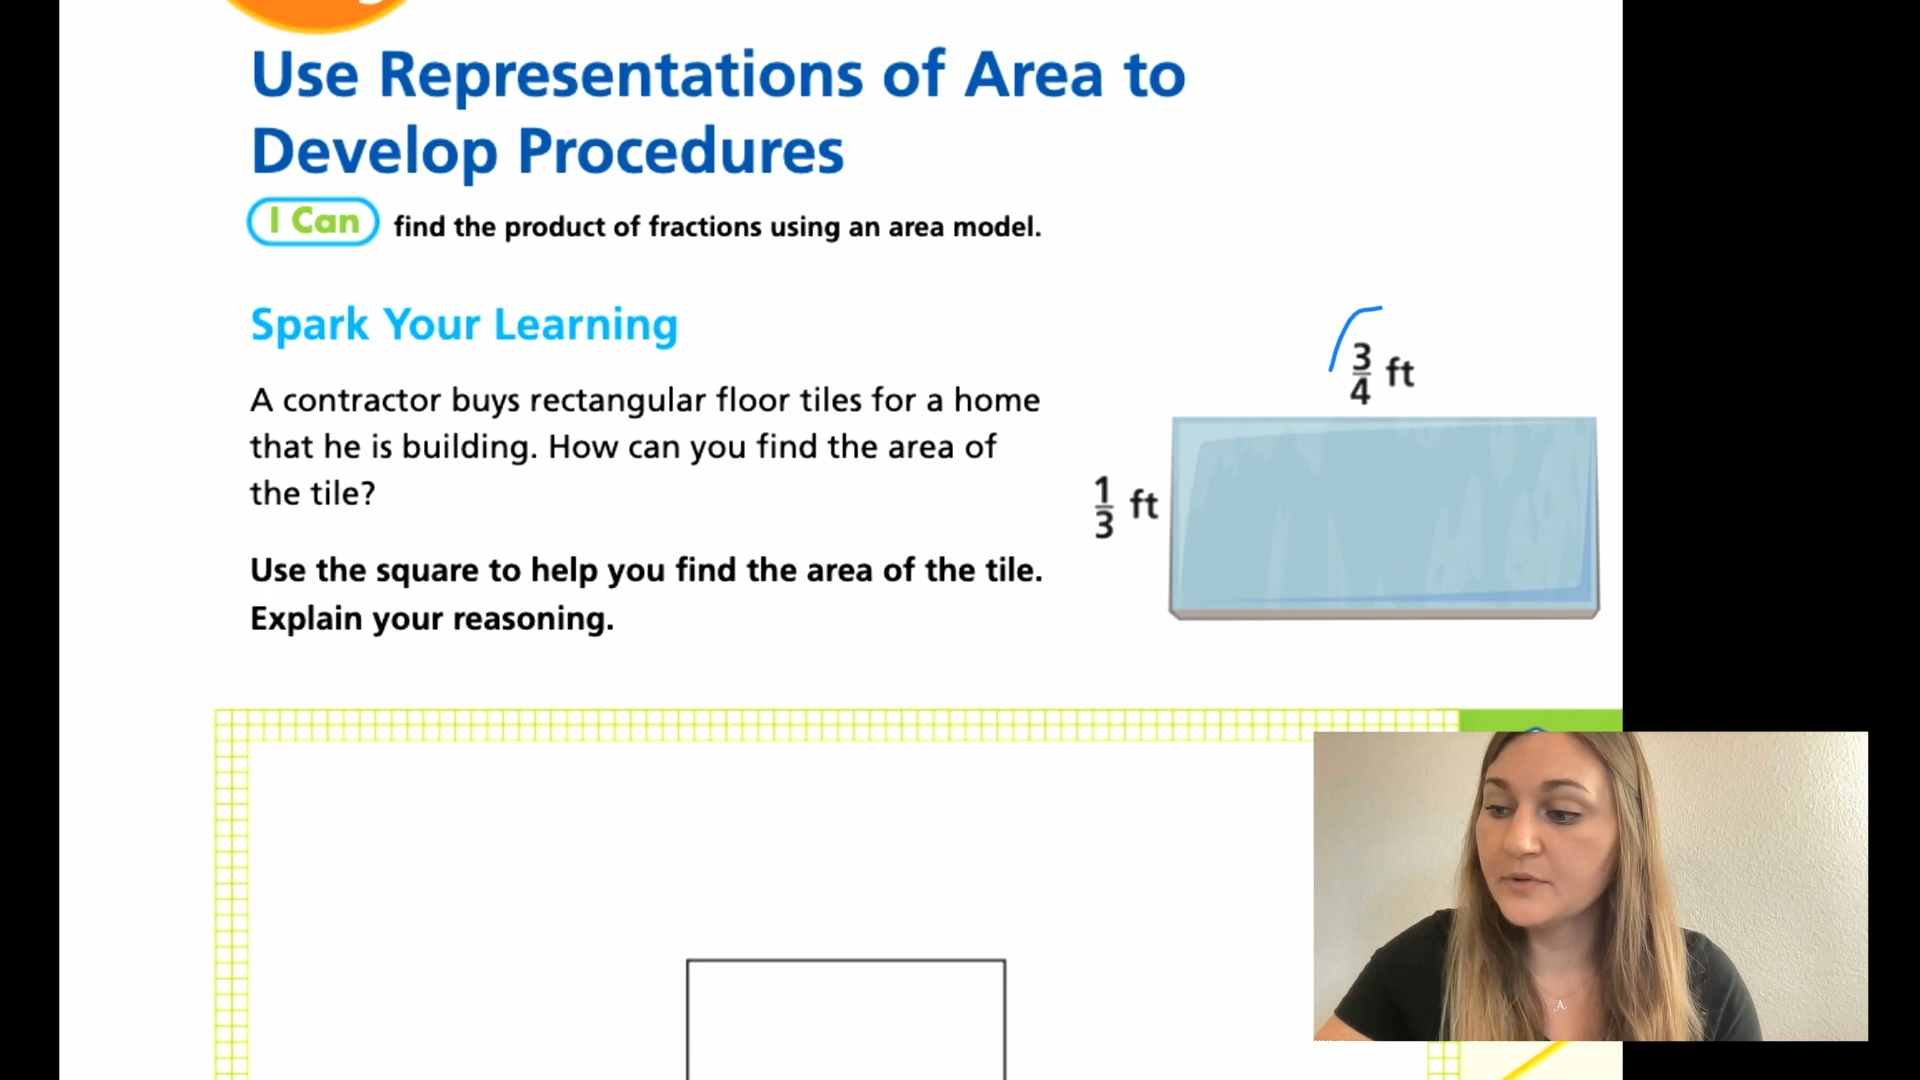 Use Representations of Area to
Develop Procedures
I Can find the product of fractions using an area model.
Spark Your Learning
3/4 ft
A contractor buys rectangular floor tiles for a home
that he is building. How can you find the area of
the tile?
1/3 ft
Use the square to help you find the area of the tile.
Explain your reasoning.
A